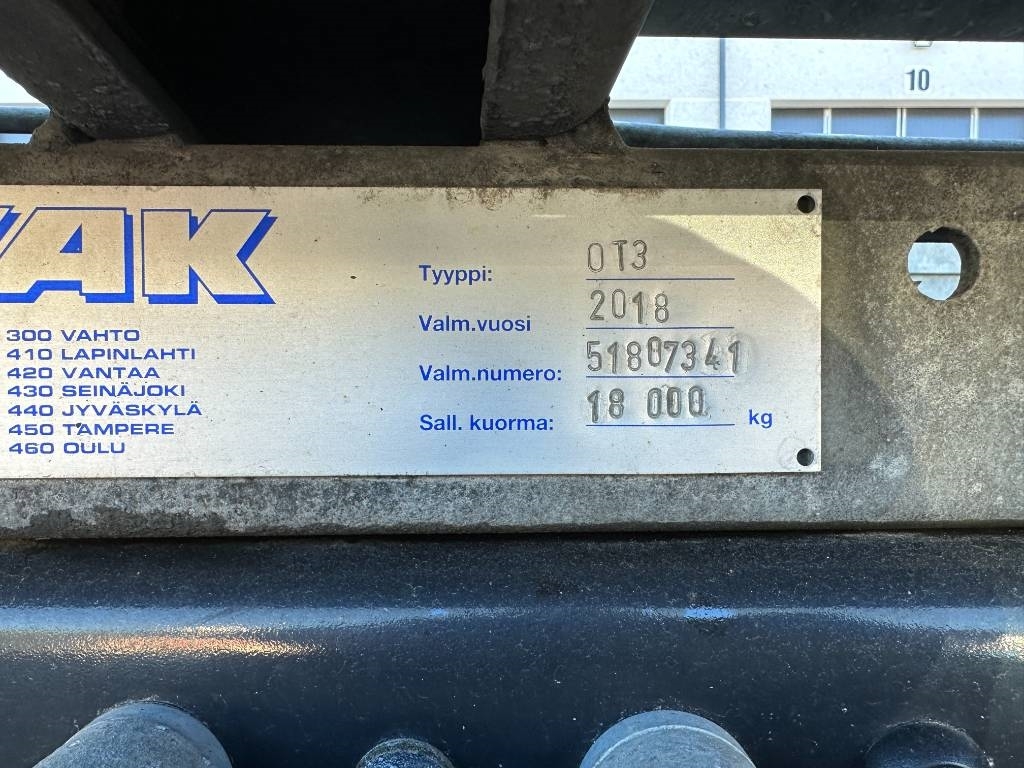 10
VAK
300 VAHTO
410 LAPINLAHTI
420 VANTAA
430 SEINÄJOKI
440 JYVÄSKYLÄ
450 TAMPERE
460 OULU
Tyyppi: OT3
Valm.vuosi 2018
Valm.numero: 51807341
Sall. kuorma: 18 000 kg